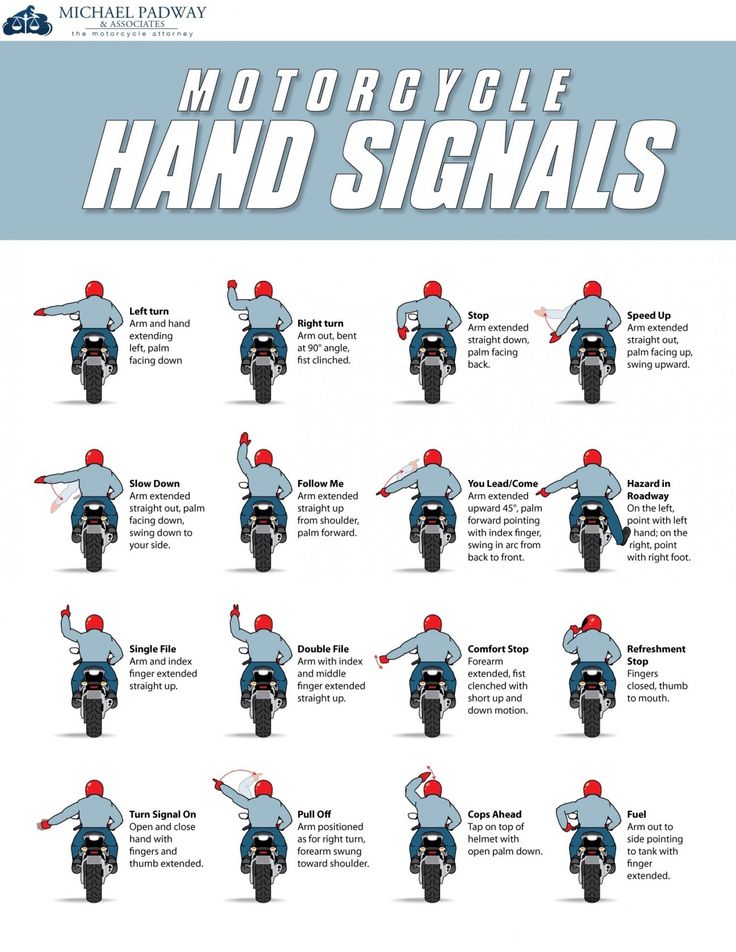 MICHAEL PADWAY
& ASSOCIATES
the motorcycle attorney
MOTORCYCLE
HAND SIGNALS
Left turn
Arm and hand
extending
left, palm
facing down
Right turn
Arm out, bent
at 90° angle,
fist clinched.
Stop
Arm extended
straight down,
palm facing
back.
Speed Up
Arm extended
straight out,
palm facing up,
swing upward.
Slow Down
Arm extended
straight out, palm
facing down,
swing down to
your side.
Follow Me
Arm extended
straight up
from shoulder,
palm forward.
You Lead/Come
Arm extended
upward 45°, palm
forward pointing
with index finger,
swing in arc from
back to front.
Hazard in
Roadway
On the left,
point with left
hand; on the
right, point
with right foot.
Single File
Arm and index
finger extended
straight up.
Double File
Arm with index
and middle
finger extended
straight up.
Comfort Stop
Forearm
extended, fist
clenched with
short up and
down motion.
Refreshment
Stop
Fingers
closed, thumb
to mouth.
Turn Signal On
Open and close
hand with
fingers and
thumb extended.
Pull Off
Arm positioned
as for right turn,
forearm swung
toward shoulder.
Cops Ahead
Tap on top of
helmet with
open palm down.
Fuel
Arm out to
side pointing
to tank with
finger
extended.